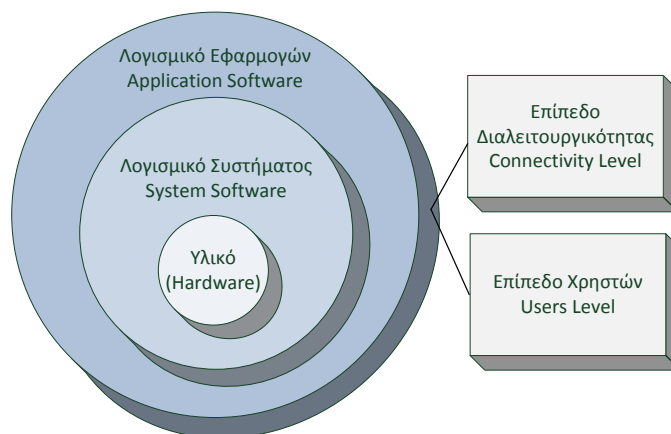 Λογισμικό Εφαρμογών
Application Software
Λογισμικό Συστήματος
System Software
Υλικό
(Hardware)
Επίπεδο
Διαλειτουργικότητας
Connectivity Level
Επίπεδο Χρηστών
Users Level